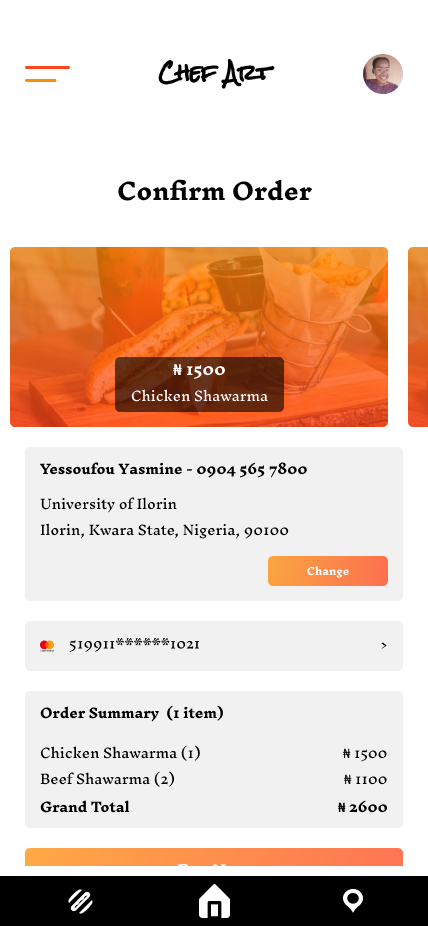 Chef Art
Confirm Order
₦ 1500
Chicken Shawarma
Yessoufou Yasmine - 0904 565 7800
University of Ilorin
Ilorin, Kwara State, Nigeria, 90100
Change
519911******1021 >
Order Summary (1 item)
Chicken Shawarma (1) ₦ 1500
Beef Shawarma (2) ₦ 1100
Grand Total ₦ 2600